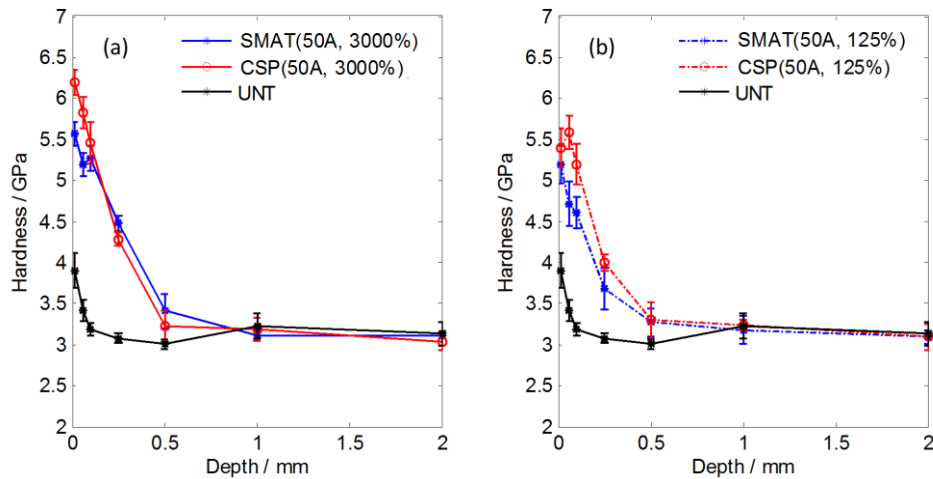 (a)
SMAT(50A, 3000%)
CSP(50A, 3000%)
UNT
Hardness / GPa
7
6.5
6
5.5
5
4.5
4
3.5
3
2.5
2
0
0.5
1
1.5
2
Depth / mm
(b)
SMAT(50A, 125%)
CSP(50A, 125%)
UNT
Hardness / GPa
7
6.5
6
5.5
5
4.5
4
3.5
3
2.5
2
0
0.5
1
1.5
2
Depth / mm